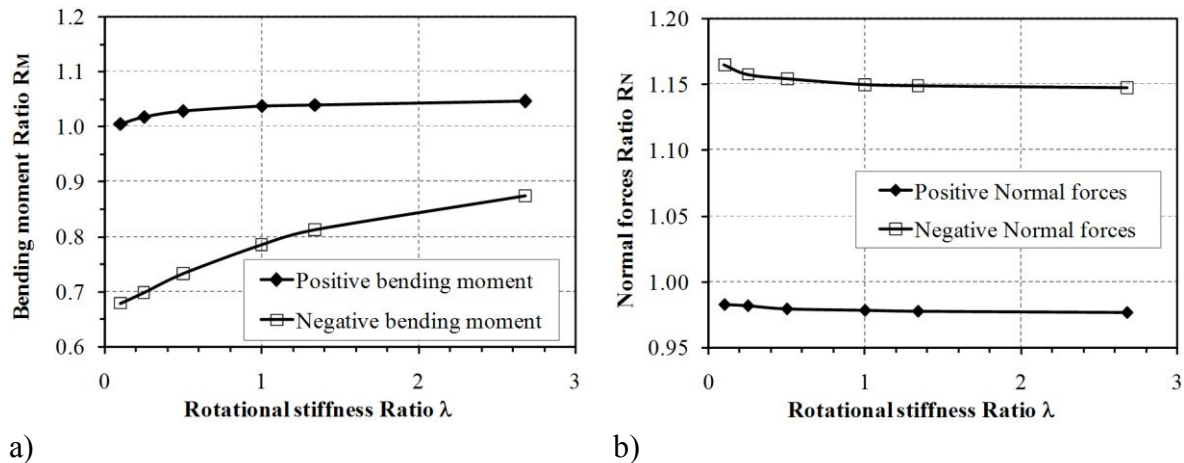 1.2
1.1
1.0
0.9
0.8
0.7
0.6
Bending moment Ratio RM
Positive bending moment
Negative bending moment
0 1 2 3
Rotational stiffness Ratio λ
a)
1.20
1.15
1.10
1.05
1.00
0.95
Normal forces Ratio RN
Positive Normal forces
Negative Normal forces
0 1 2 3
Rotational stiffness Ratio λ
b)